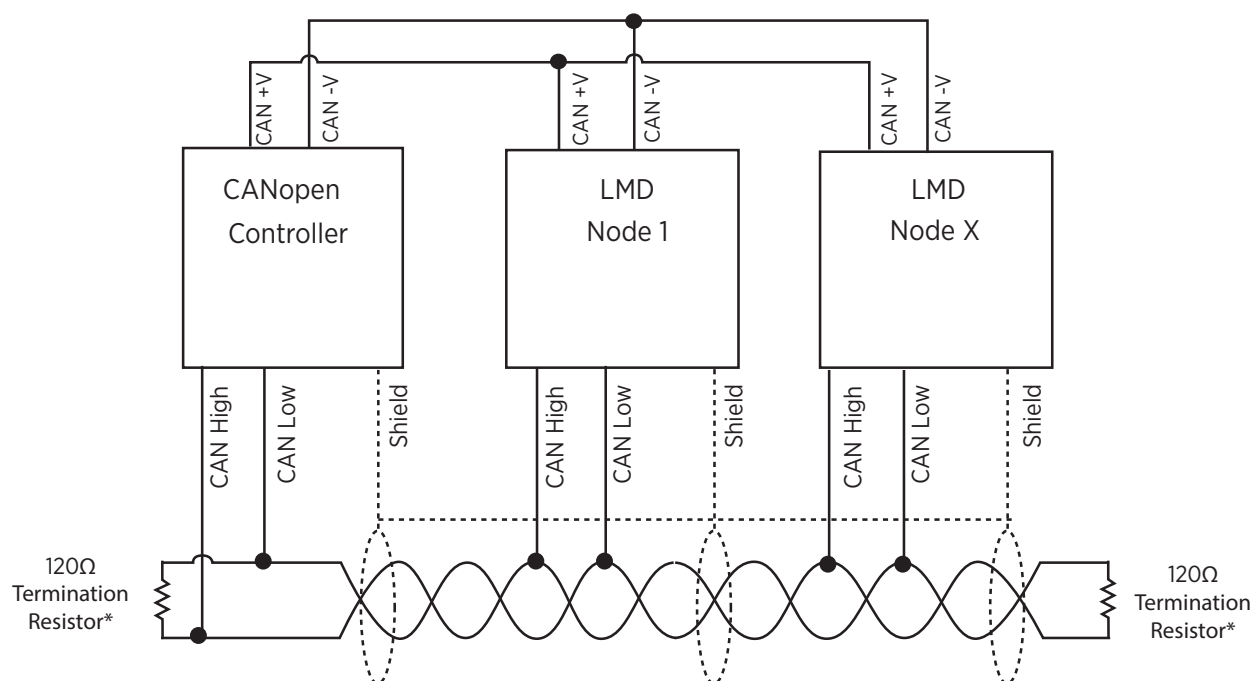 CAN +V
CAN -V
CAN +V
CAN -V
CAN +V
CAN -V
CANopen
Controller
LMD
Node 1
LMD
Node X
CAN High
CAN Low
Shield
CAN High
CAN Low
Shield
CAN High
CAN Low
Shield
120Ω
Termination
Resistor*
120Ω
Termination
Resistor*